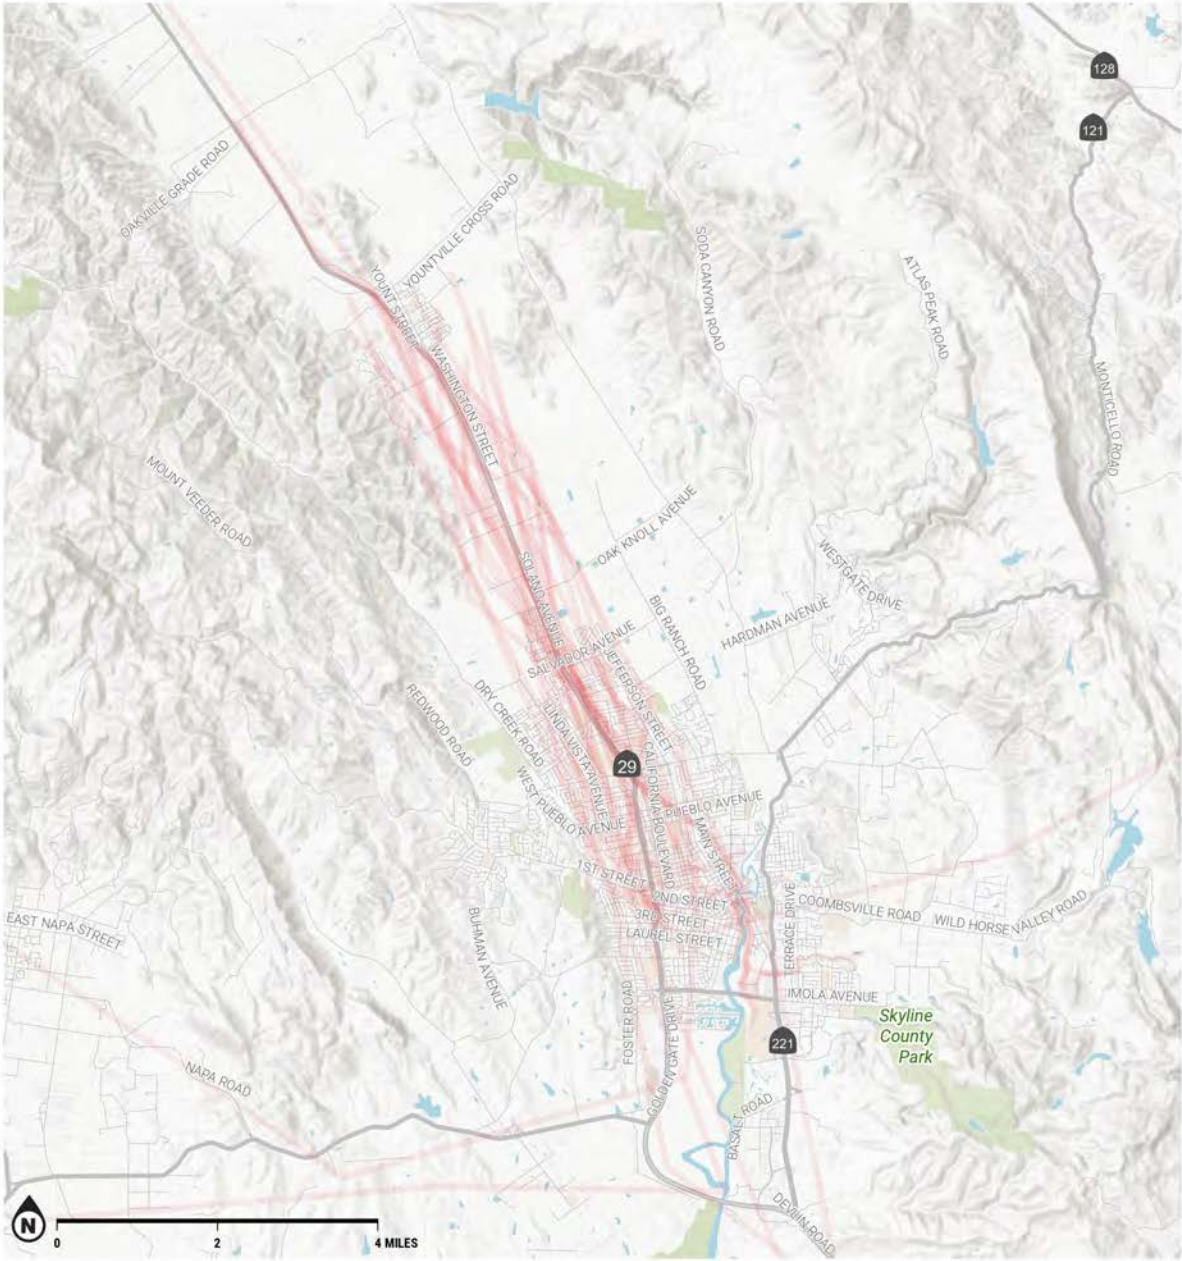 128
121
OAKVILLE GRADE ROAD
YOUNTVILLE CROSS ROAD
YOUNT STREET
SODA CANYON ROAD
ATLAS PEAK ROAD
WASHINGTON STREET
MONTICELLO ROAD
MOUNT VEEDER ROAD
OAK KNOLL AVENUE
SOLANO AVENUE
WESTGATE DRIVE
BIG RANCH ROAD
HARDMAN AVENUE
SALVADOR AVENUE
JEFFERSON STREET
DRY CREEK ROAD
REDWOOD ROAD
LINDA VISTA AVENUE
29
CALIFORNIA BOULEVARD
WEST PUEBLO AVENUE
PUEBLO AVENUE
MAIN STREET
1ST STREET
2ND STREET
3RD STREET
LAUREL STREET
ERRACE DRIVE
COOMBSVILLE ROAD
WILD HORSE VALLEY ROAD
EAST NAPA STREET
BUHMAN AVENUE
IMOLA AVENUE
FOSTER ROAD
GOLDEN GATE DRIVE
Skyline
County
Park
221
NAPA ROAD
BASALT ROAD
DEVLIN ROAD
N
0 2 4 MILES